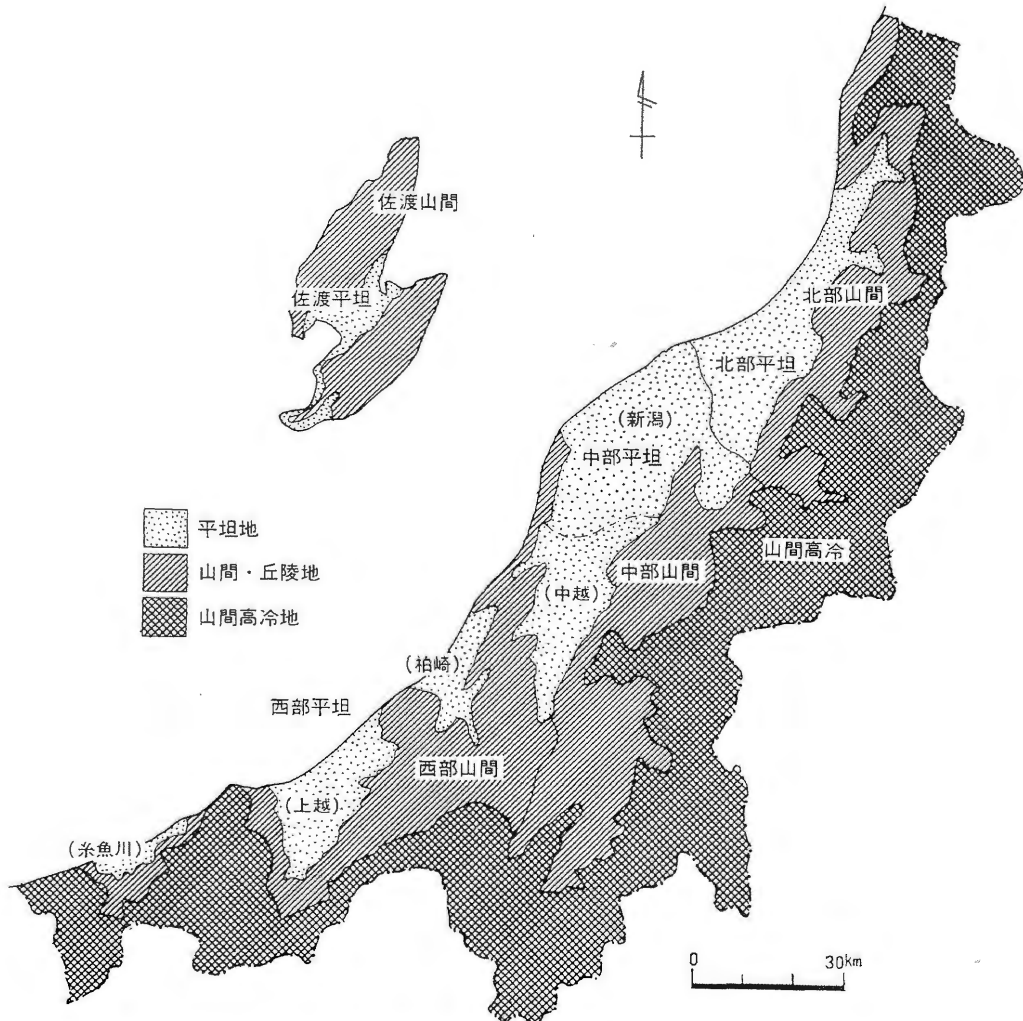 佐渡山間
佐渡平坦
北部山間
北部平坦
(新潟)
中部平坦
山間高冷
中部山間
(中越)
(柏崎)
西部平坦
西部山間
(上越)
(糸魚川)
平坦地
山間・丘陵地
山間高冷地
0 30km